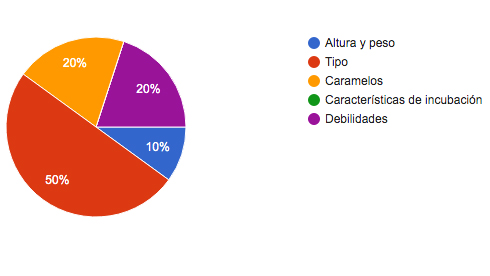 20%
20%
10%
50%
Altura y peso
Tipo
Caramelos
Características de incubación
Debilidades